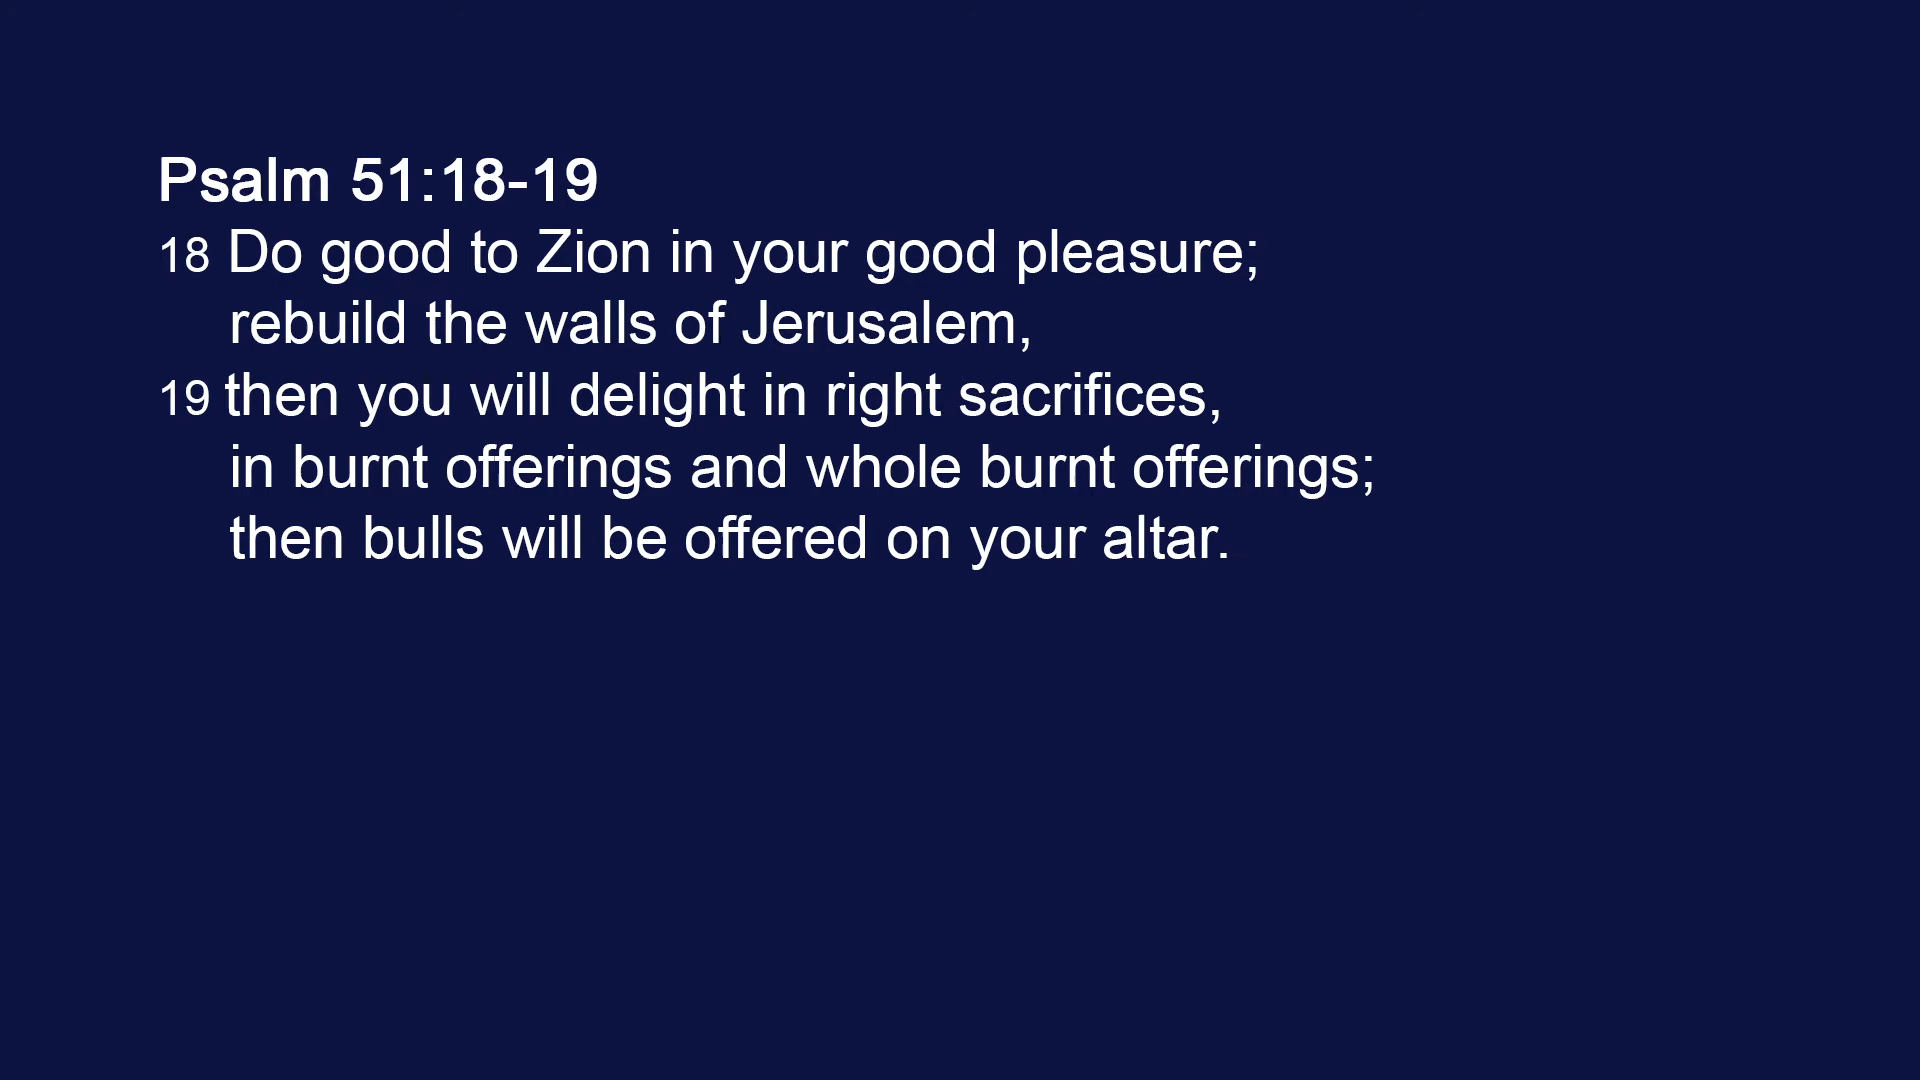 Psalm 51:18-19
18 Do good to Zion in your good pleasure;
rebuild the walls of Jerusalem,
19 then you will delight in right sacrifices,
in burnt offerings and whole burnt offerings;
then bulls will be offered on your altar.